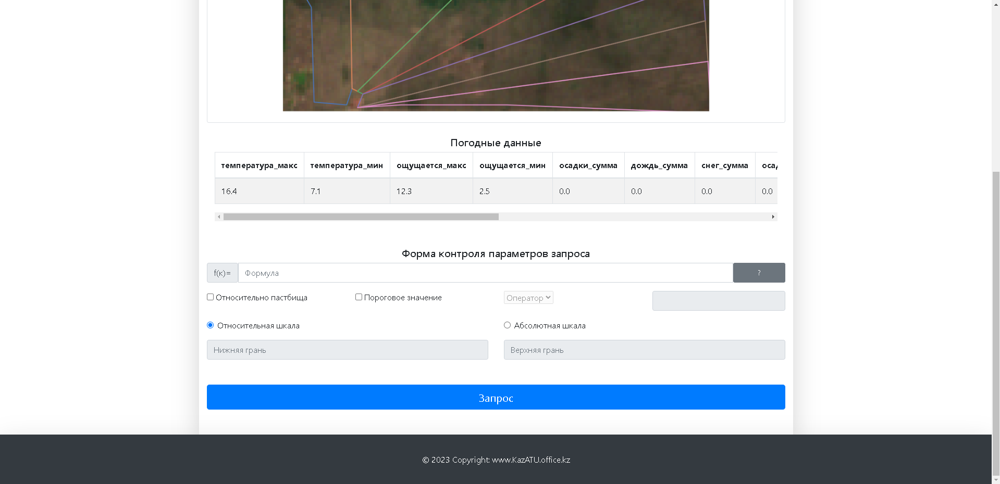 Погодные данные
температура_макс температура_мин ощущается_макс ощущается_мин осадки_сумма дождь_сумма снег_сумма осад
16.4 7.1 12.3 2.5 0.0 0.0 0.0 0.0
Форма контроля параметров запроса
f(к)= Формула ?
Относительно пастбища Пороговое значение Оператор
Относительная шкала Абсолютная шкала
Нижняя грань Верхняя грань
Запрос
© 2023 Copyright: www.KazATU.office.kz